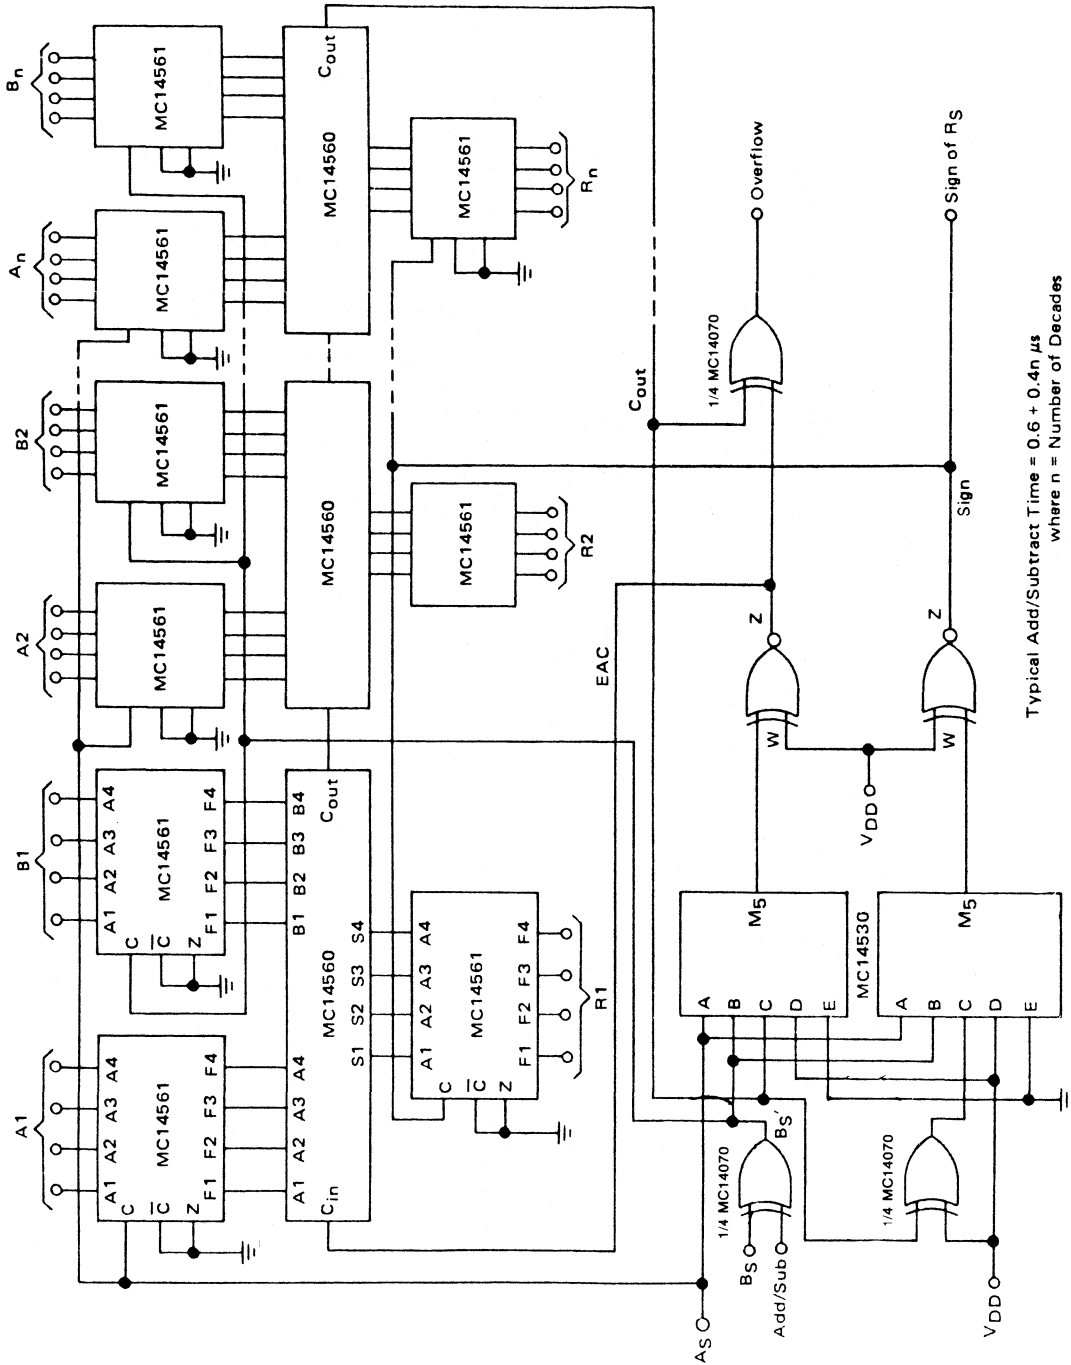 A1
A1 A2 A3 A4
C
C̅ MC14561
Z
F1 F2 F3 F4
B1
A1 A2 A3 A4
C
C̅ MC14561
Z
F1 F2 F3 F4
A2
MC14561
B2
MC14561
An
MC14561
Bn
MC14561
A1 A2 A3 A4 B1 B2 B3 B4
Cin MC14560 Cout
S1 S2 S3 S4
MC14560
MC14560 Cout
A1 A2 A3 A4
C
C̅ MC14561
Z
F1 F2 F3 F4
R1
MC14561
R2
MC14561
Rn
EAC
Cout
AS
BS
Add/Sub
1/4 MC14070
BS'
A
B
C
D
E
M5
MC14530
A
B
C
D
E
M5
1/4 MC14070
VDD
VDD
W
Z
W
Z
1/4 MC14070
Overflow
Sign
Sign of RS
Typical Add/Subtract Time = 0.6 + 0.4n μs
where n = Number of Decades